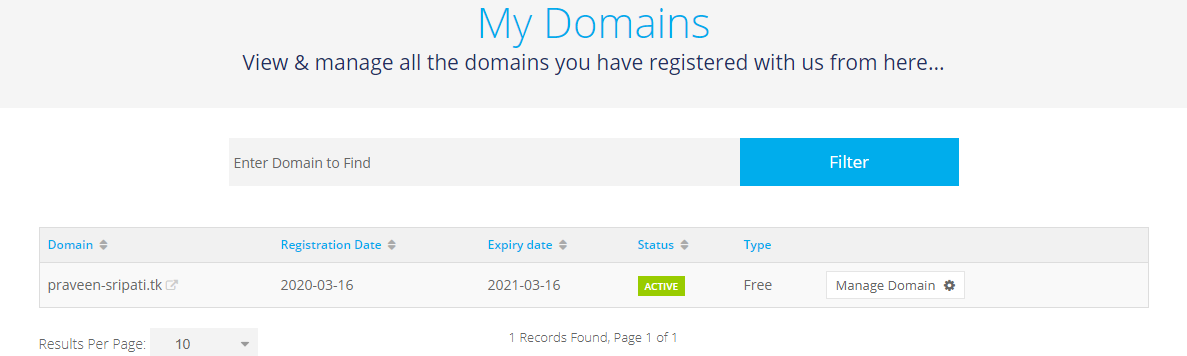 My Domains
View & manage all the domains you have registered with us from here...
Enter Domain to Find
Filter
Domain Registration Date Expiry date Status Type
praveen-sripati.tk 2020-03-16 2021-03-16 ACTIVE Free Manage Domain
Results Per Page: 10
1 Records Found, Page 1 of 1